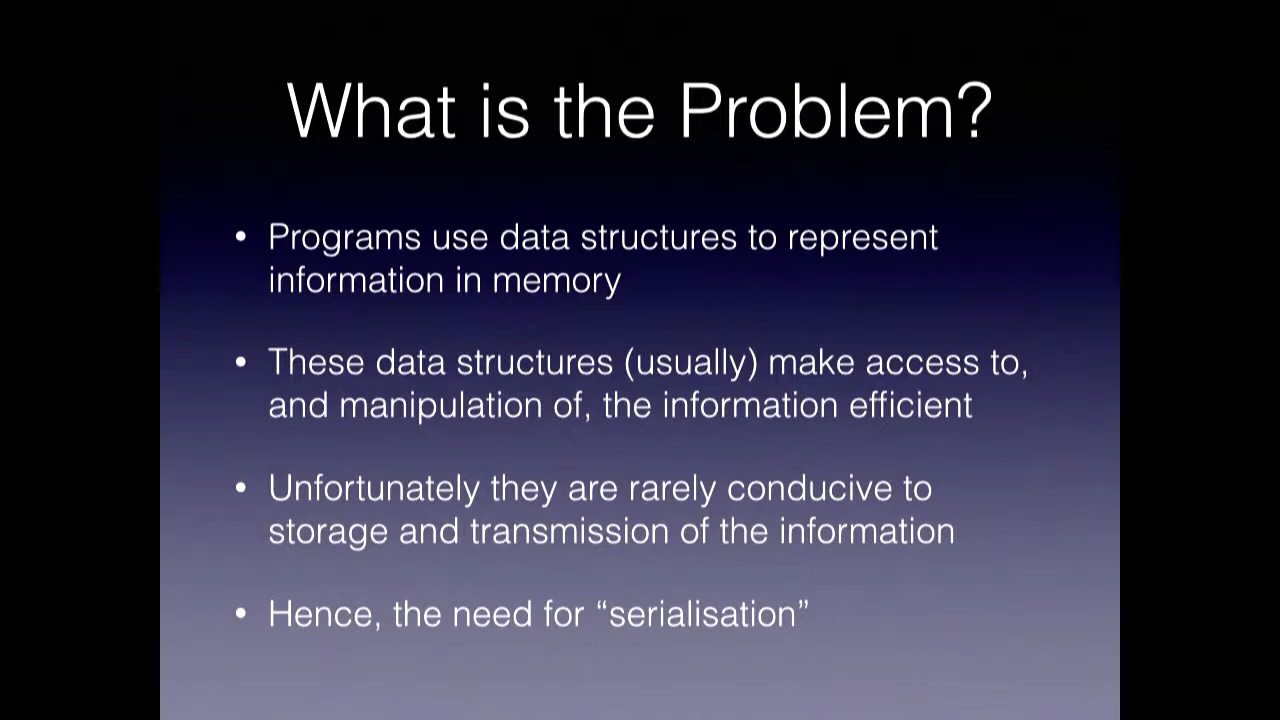 What is the Problem?
• Programs use data structures to represent
information in memory
• These data structures (usually) make access to,
and manipulation of, the information efficient
• Unfortunately they are rarely conducive to
storage and transmission of the information
• Hence, the need for “serialisation”